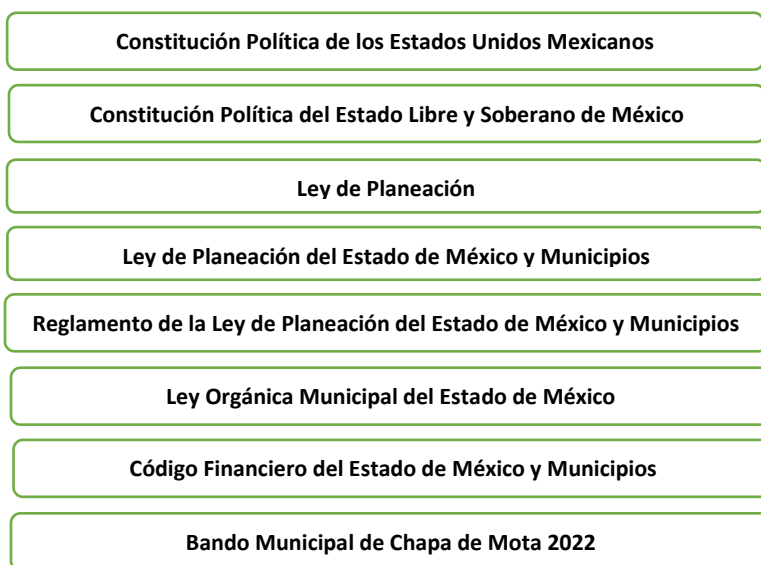 Constitución Política de los Estados Unidos Mexicanos
Constitución Política del Estado Libre y Soberano de México
Ley de Planeación
Ley de Planeación del Estado de México y Municipios
Reglamento de la Ley de Planeación del Estado de México y Municipios
Ley Orgánica Municipal del Estado de México
Código Financiero del Estado de México y Municipios
Bando Municipal de Chapa de Mota 2022